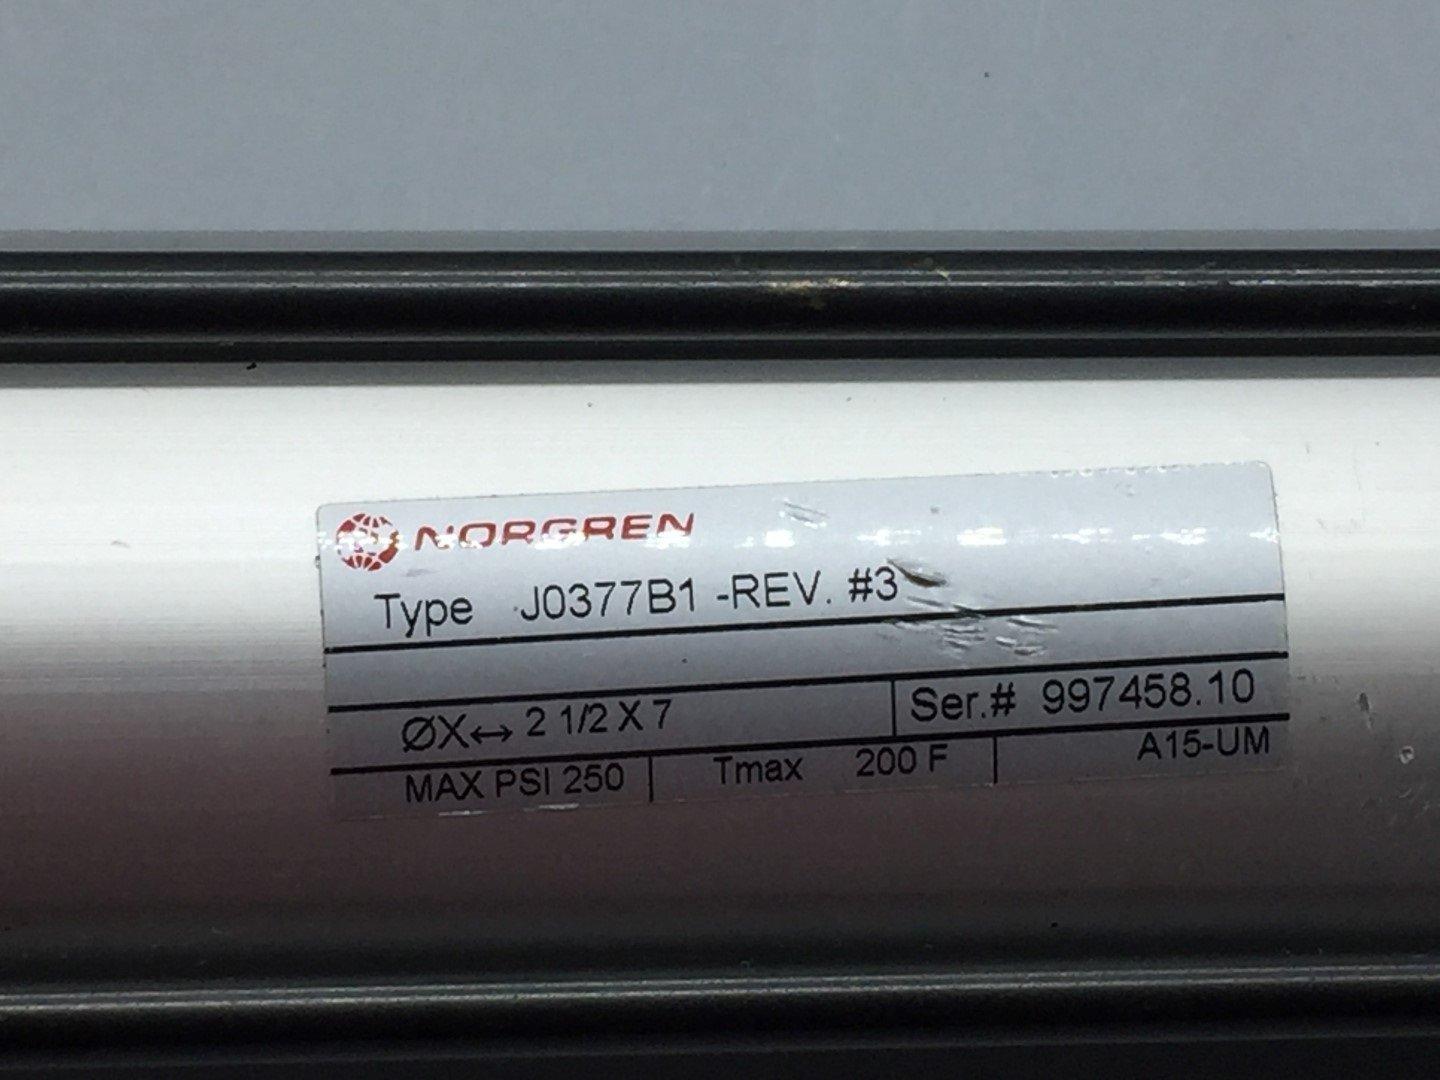 NORGREN
Type J0377B1 -REV. #3
ØX↔ 2 1/2 X 7 Ser.# 997458.10
MAX PSI 250 Tmax 200 F A15-UM